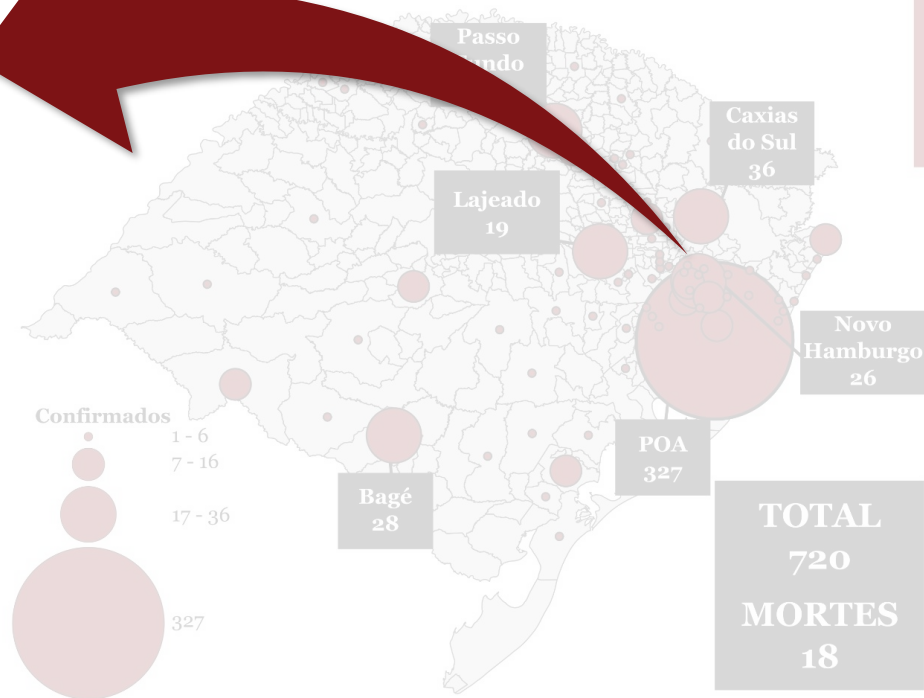 Passo
Caxias
do Sul
36
Lajeado
19
Novo
Hamburgo
26
Confirmados
1 - 6
7 - 16
17 - 36
327
POA
327
Bagé
28
TOTAL
720
MORTES
18